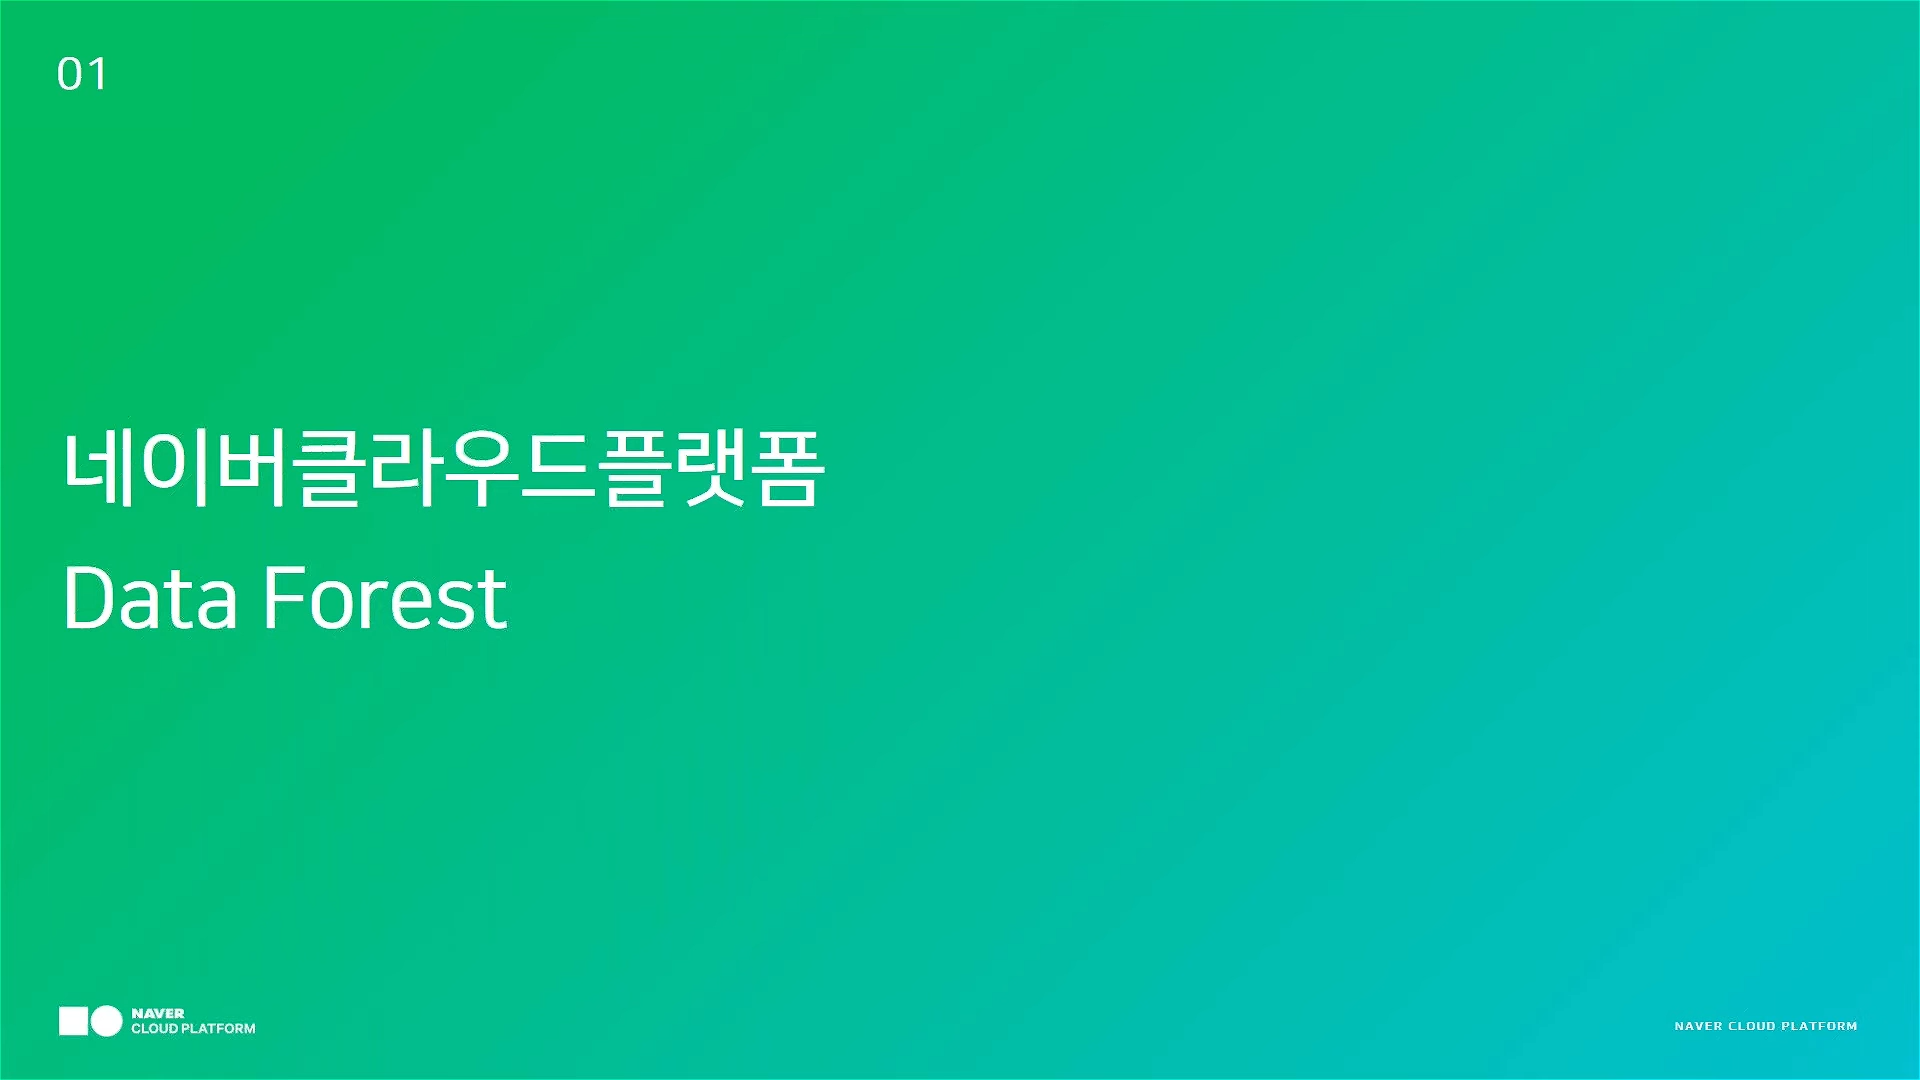 01
네이버클라우드플랫폼
Data Forest
NAVER
CLOUD PLATFORM
NAVER CLOUD PLATFORM